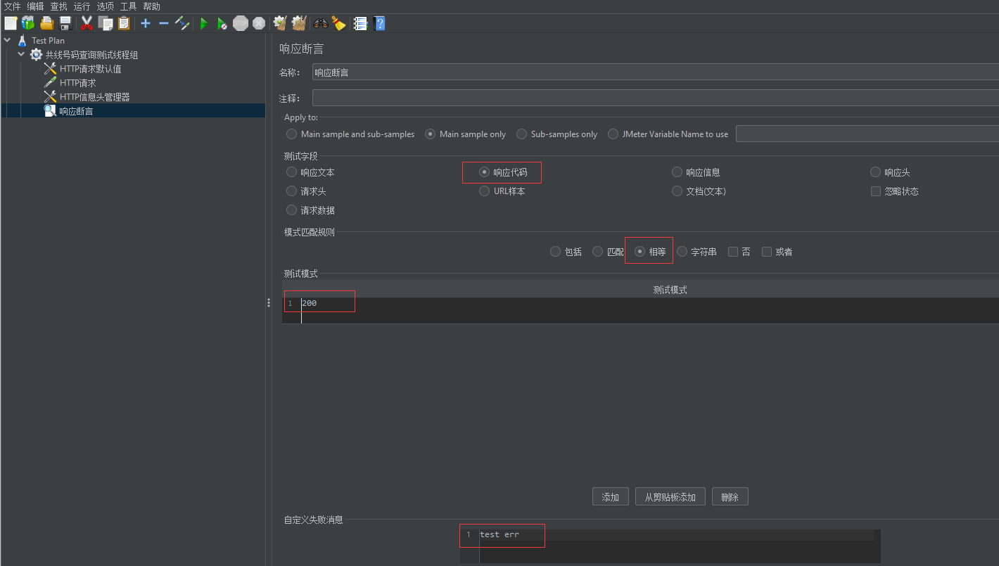 文件 编辑 查找 运行 选项 工具 帮助
STOP
Test Plan
共线号码查询测试线程组
HTTP请求默认值
HTTP请求
HTTP信息头管理器
响应断言
响应断言
名称： 响应断言
注释：
Apply to:
Main sample and sub-samples Main sample only Sub-samples only JMeter Variable Name to use
测试字段
响应文本 响应代码 响应信息 响应头
请求头 URL样本 文档(文本) 忽略状态
请求数据
模式匹配规则
包括 匹配 相等 字符串 否 或者
测试模式
测试模式
1 200
添加 从剪贴板添加 删除
自定义失败消息
1 test err